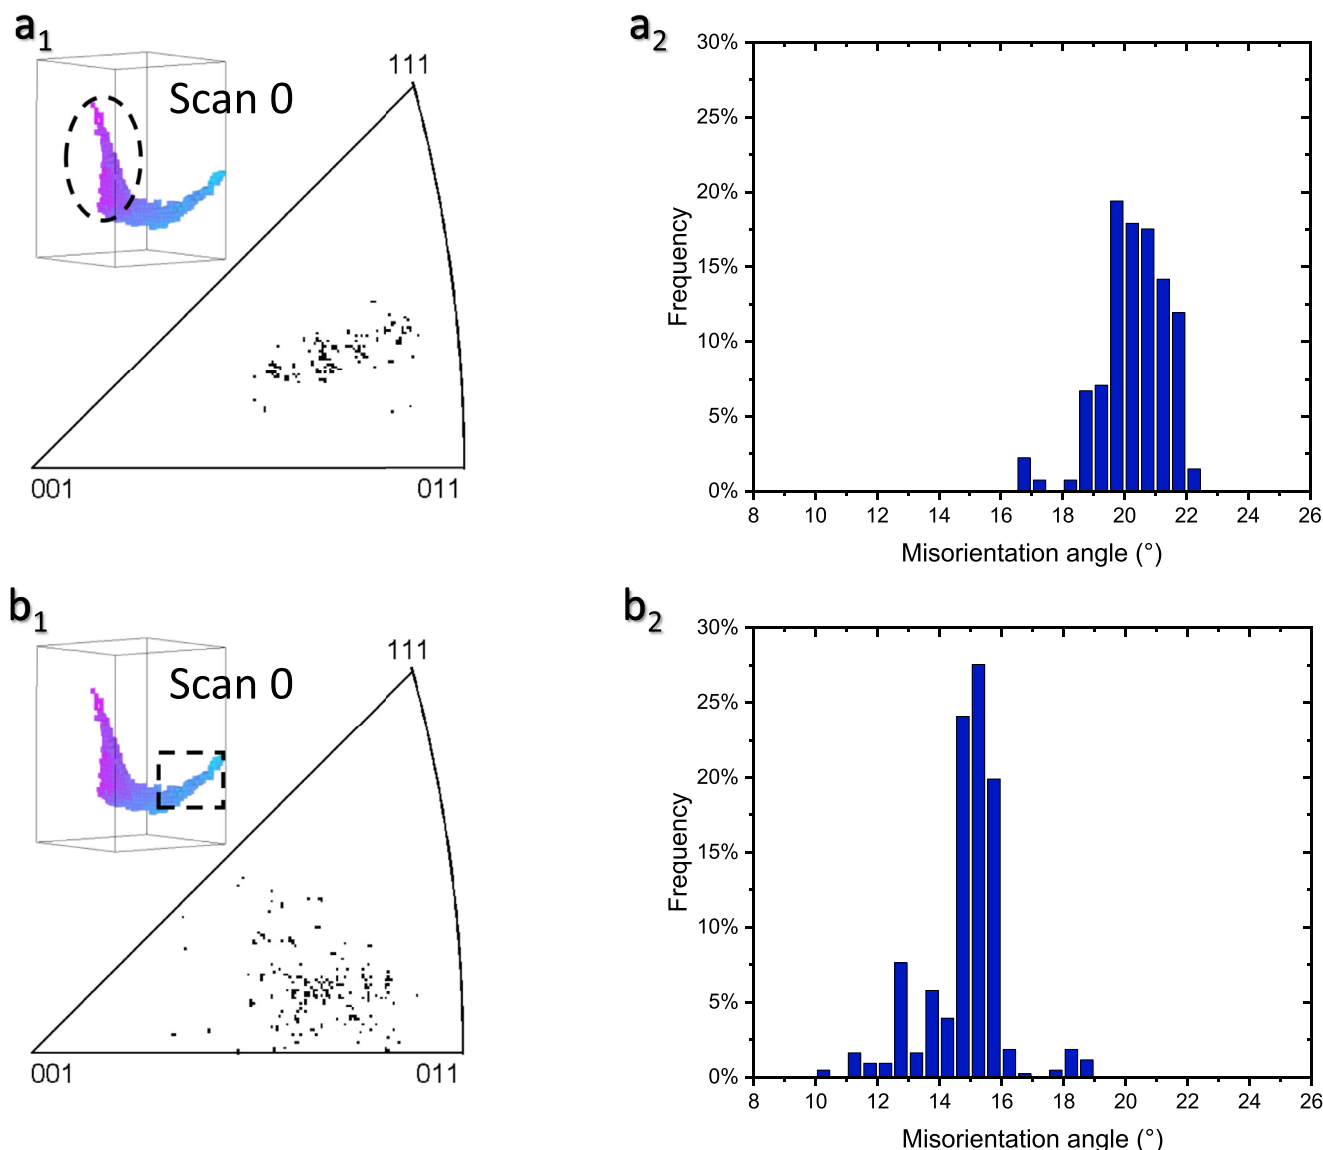 a1
Scan 0
111
001
011
a2
30%
25%
20%
15%
10%
5%
0%
Frequency
8 10 12 14 16 18 20 22 24 26
Misorientation angle (°)
b1
Scan 0
111
001
011
b2
30%
25%
20%
15%
10%
5%
0%
Frequency
8 10 12 14 16 18 20 22 24 26
Misorientation angle (°)